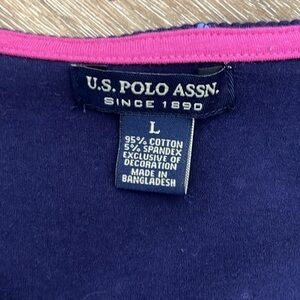 U.S. POLO ASSN.
SINCE 1890
L
95% COTTON
5% SPANDEX
EXCLUSIVE OF
DECORATION
MADE IN
BANGLADESH